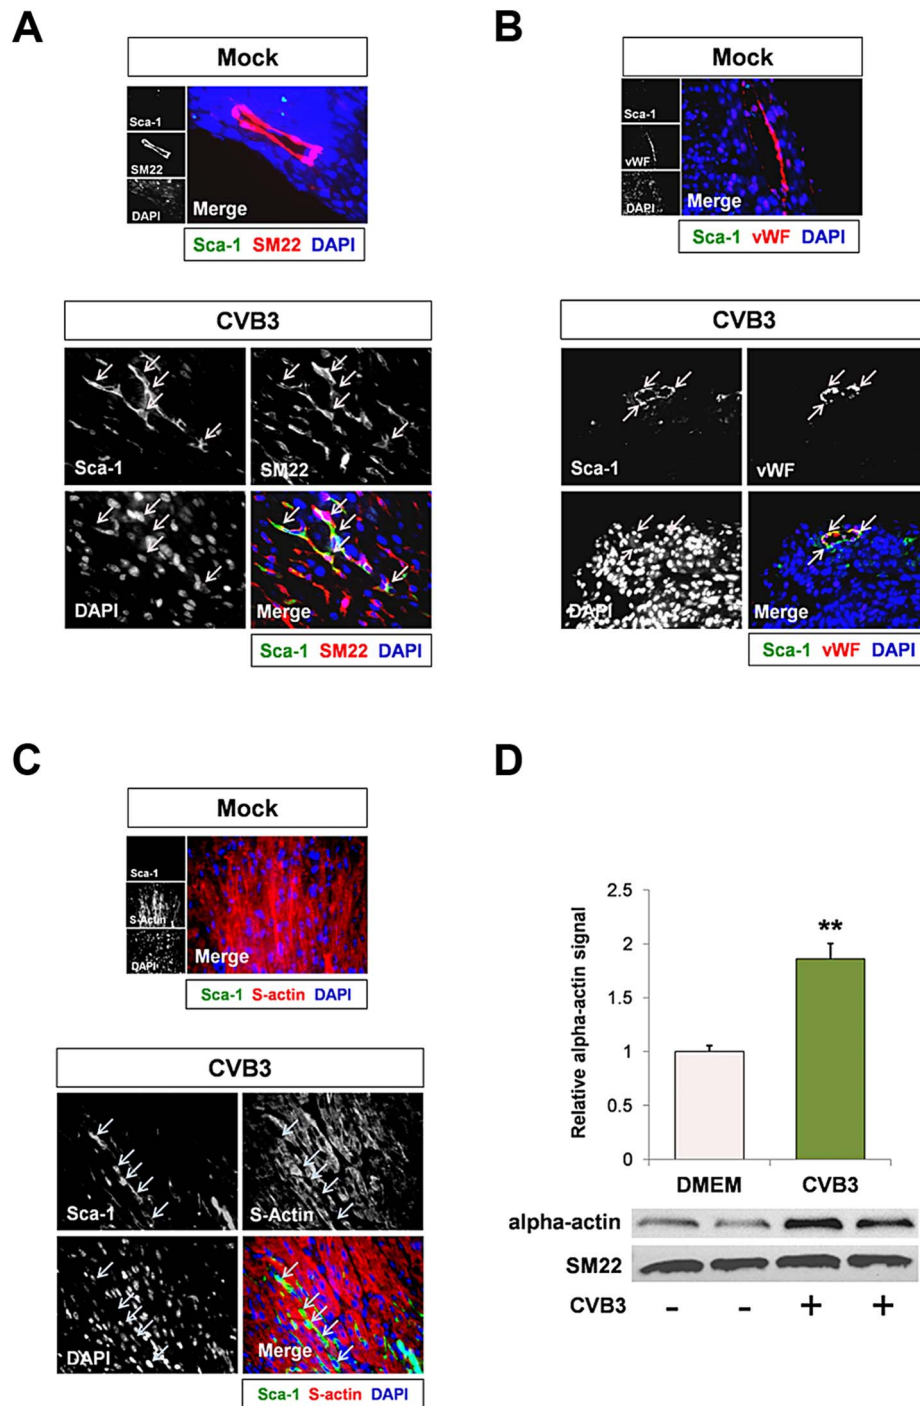 A
Mock
Sca-1
SM22
DAPI
Merge
Sca-1 SM22 DAPI
CVB3
Sca-1
SM22
DAPI
Merge
Sca-1 SM22 DAPI
B
Mock
Sca-1
vWF
DAPI
Merge
Sca-1 vWF DAPI
CVB3
Sca-1
vWF
DAPI
Merge
Sca-1 vWF DAPI
C
Mock
Sca-1
S-Actin
DAPI
Merge
Sca-1 S-actin DAPI
CVB3
Sca-1
S-Actin
DAPI
Merge
Sca-1 S-actin DAPI
D
Relative alpha-actin signal
2.5
2
1.5
1
0.5
0
**
DMEM CVB3
alpha-actin
SM22
CVB3 - - + +